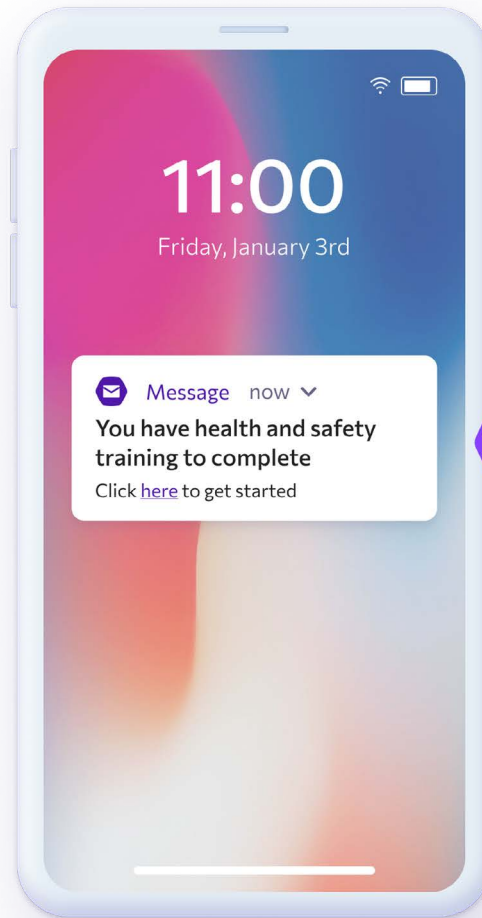 11:00
Friday, January 3rd
Message now
You have health and safety
training to complete
Click here to get started